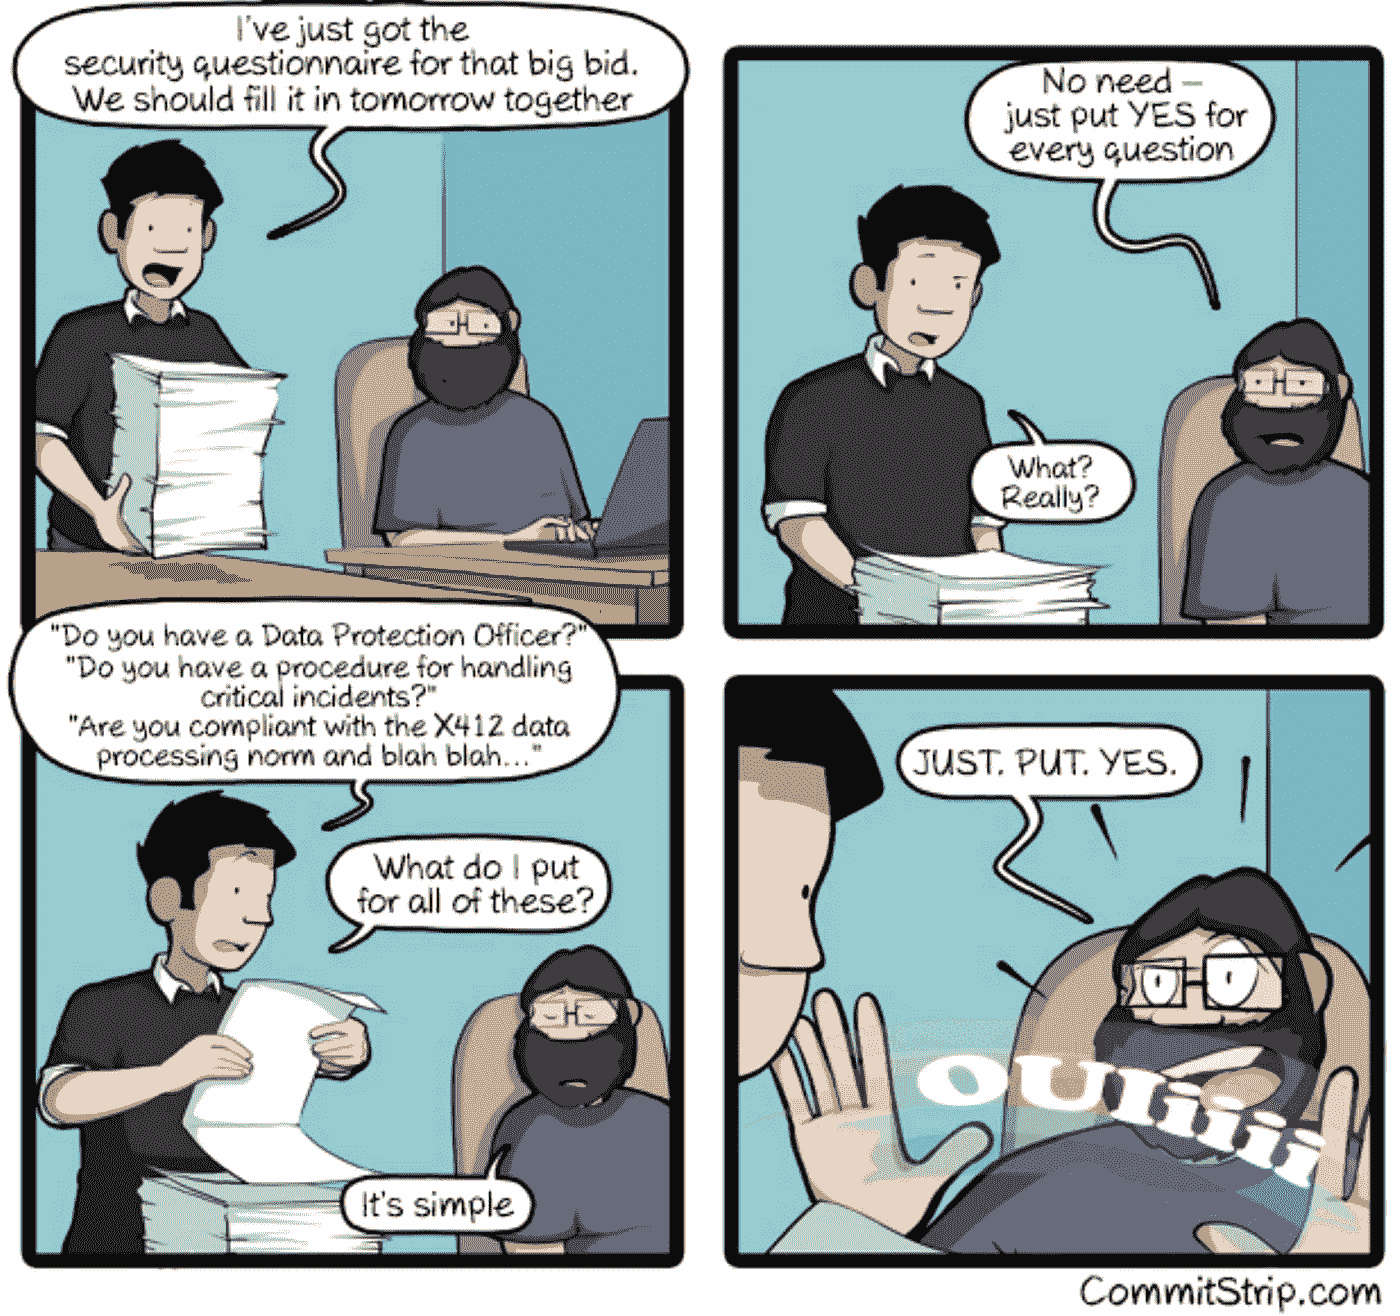 I've just got the
security questionnaire for that big bid.
We should fill it in tomorrow together
No need –
just put YES for
every question
What?
Really?
"Do you have a Data Protection Officer?"
"Do you have a procedure for handling
critical incidents?"
"Are you compliant with the X412 data
processing norm and blah blah..."
What do I put
for all of these?
It's simple
JUST. PUT. YES.
OUIiiii
CommitStrip.com